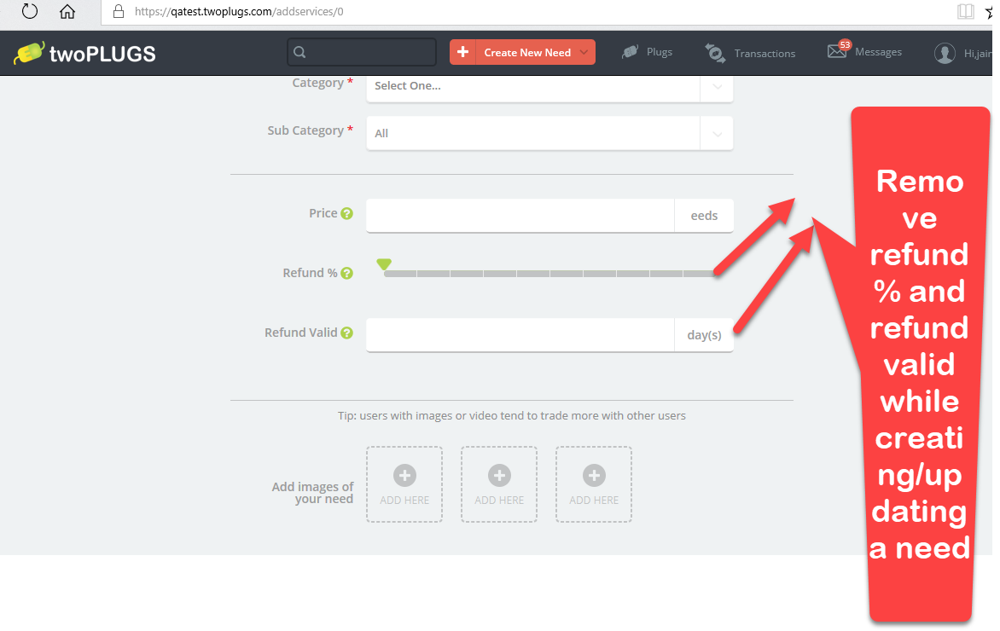 https://qatest.twoplugs.com/addservices/0
twoPLUGS
Create New Need
Plugs
Transactions
53
Messages
Hi,jain
Category *
Select One...
Sub Category *
All
Price ?
eeds
Refund % ?
Refund Valid ?
day(s)
Tip: users with images or video tend to trade more with other users
Add images of
your need
ADD HERE
ADD HERE
ADD HERE
Remo
ve
refund
% and
refund
valid
while
creati
ng/up
dating
a need